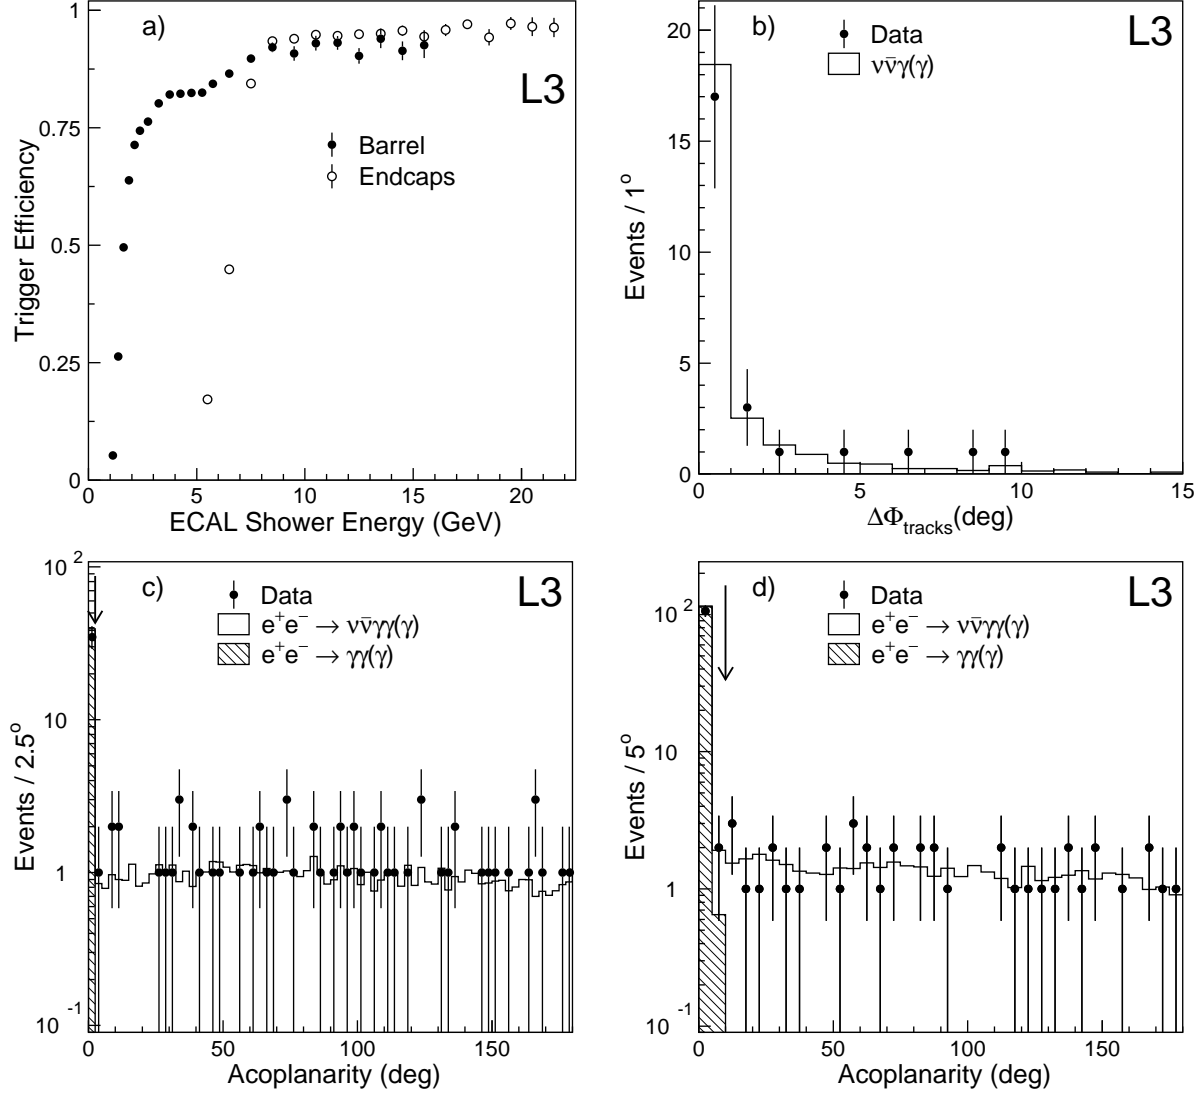 a)
L3
Barrel
Endcaps
Trigger Efficiency
1
0.75
0.5
0.25
0
0 5 10 15 20
ECAL Shower Energy (GeV)
b)
L3
Data
νν̄γ(γ)
Events / 1°
20
15
10
5
0
0 5 10 15
ΔΦtracks(deg)
c)
L3
Data
e⁺e⁻ → νν̄γγ(γ)
e⁺e⁻ → γγ(γ)
Events / 2.5°
10²
10
1
10⁻¹
0 50 100 150
Acoplanarity (deg)
d)
L3
Data
e⁺e⁻ → νν̄γγ(γ)
e⁺e⁻ → γγ(γ)
Events / 5°
10²
10
1
10⁻¹
0 50 100 150
Acoplanarity (deg)